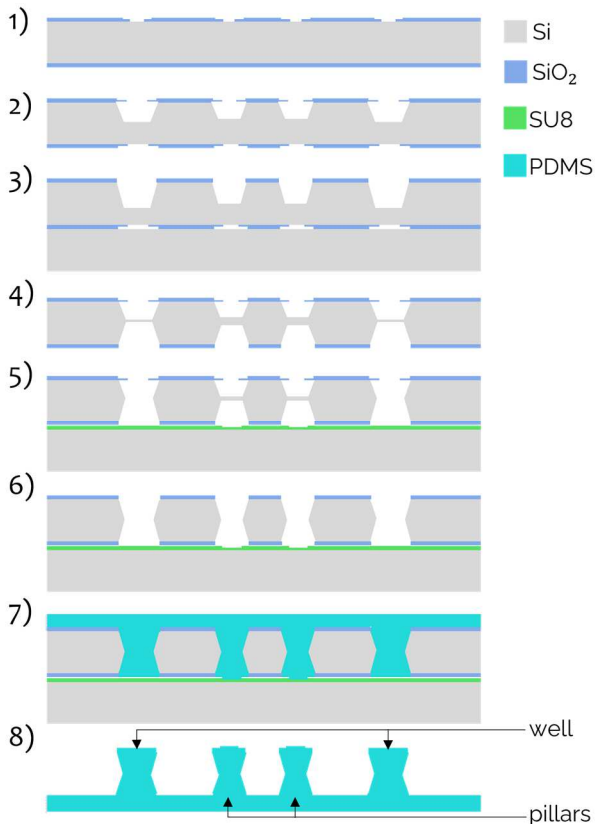 1)
Si
SiO₂
2)
SU8
3)
PDMS
4)
5)
6)
7)
8)
well
pillars